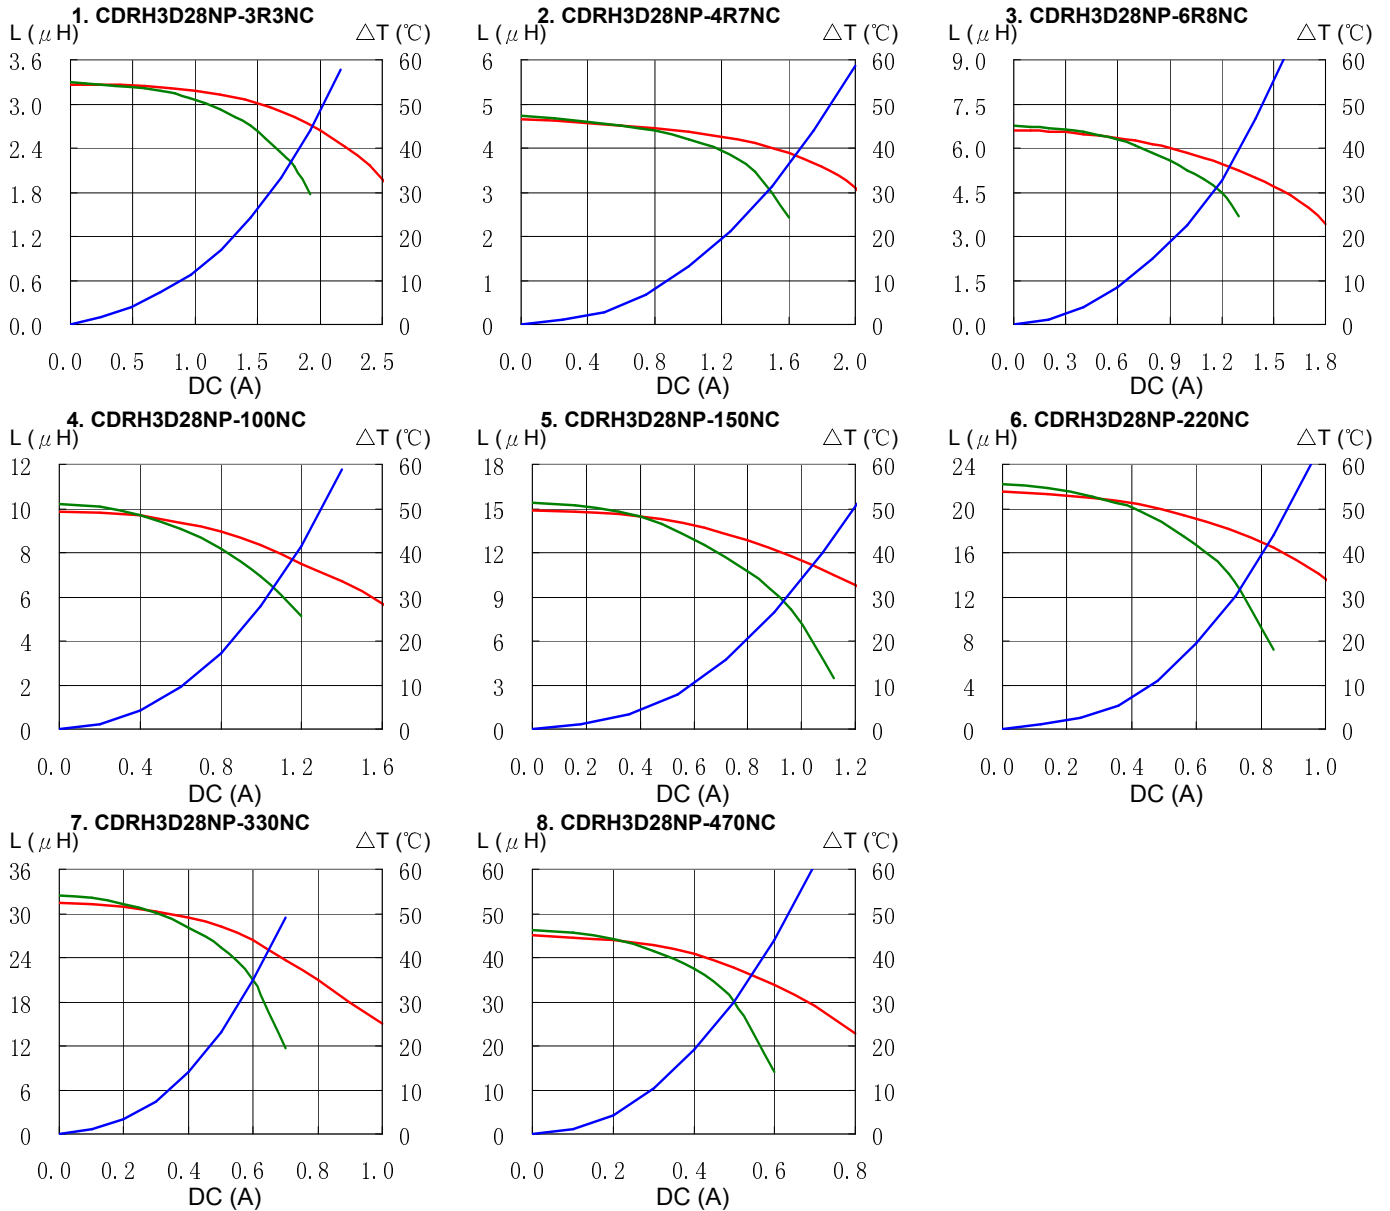 1. CDRH3D28NP-3R3NC
L (μH) △T (℃)
3.6 60
3.0 50
2.4 40
1.8 30
1.2 20
0.6 10
0.0 0
0.0 0.5 1.0 1.5 2.0 2.5
DC (A)
2. CDRH3D28NP-4R7NC
L (μH) △T (℃)
6 60
5 50
4 40
3 30
2 20
1 10
0 0
0.0 0.4 0.8 1.2 1.6 2.0
DC (A)
3. CDRH3D28NP-6R8NC
L (μH) △T (℃)
9.0 60
7.5 50
6.0 40
4.5 30
3.0 20
1.5 10
0.0 0
0.0 0.3 0.6 0.9 1.2 1.5 1.8
DC (A)
4. CDRH3D28NP-100NC
L (μH) △T (℃)
12 60
10 50
8 40
6 30
4 20
2 10
0 0
0.0 0.4 0.8 1.2 1.6
DC (A)
5. CDRH3D28NP-150NC
L (μH) △T (℃)
18 60
15 50
12 40
9 30
6 20
3 10
0 0
0.0 0.2 0.4 0.6 0.8 1.0 1.2
DC (A)
6. CDRH3D28NP-220NC
L (μH) △T (℃)
24 60
20 50
16 40
12 30
8 20
4 10
0 0
0.0 0.2 0.4 0.6 0.8 1.0
DC (A)
7. CDRH3D28NP-330NC
L (μH) △T (℃)
36 60
30 50
24 40
18 30
12 20
6 10
0 0
0.0 0.2 0.4 0.6 0.8 1.0
DC (A)
8. CDRH3D28NP-470NC
L (μH) △T (℃)
60 60
50 50
40 40
30 30
20 20
10 10
0 0
0.0 0.2 0.4 0.6 0.8
DC (A)